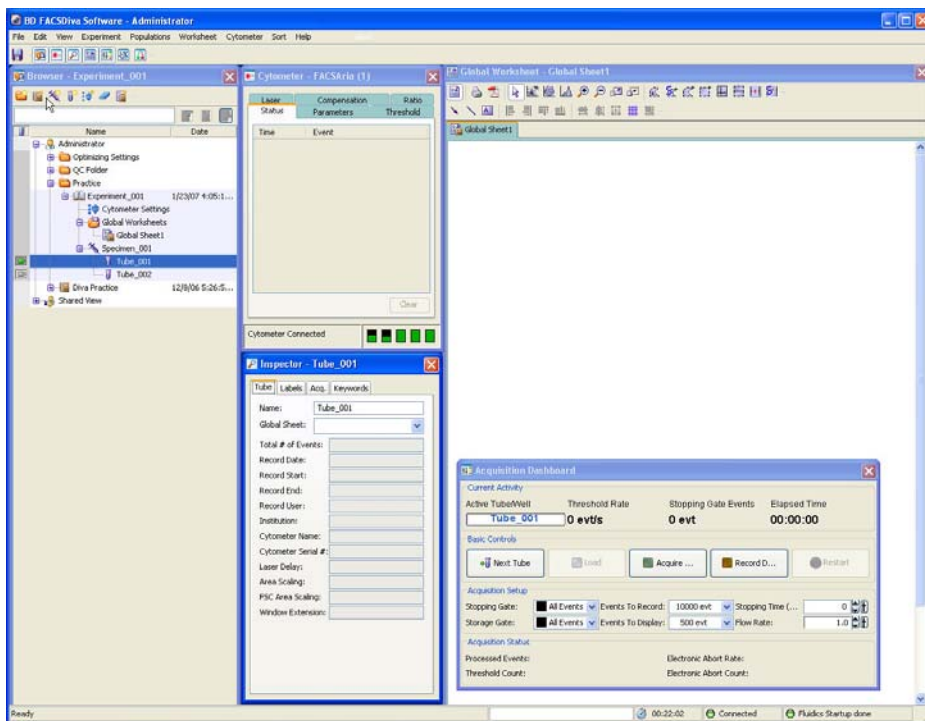 BD FACSDiva Software - Administrator
File Edit View Experiment Populations Worksheet Cytometer Sort Help
Browser - Experiment_001
Name Date
Administrator
Optimizing Settings
QC Folder
Practice
Experiment_001 1/23/07 4:05:1...
Cytometer Settings
Global Worksheets
Global Sheet1
Specimen_001
Tube_001
Tube_002
Diva Practice 12/8/06 5:26:5...
Shared View
Cytometer - FACSAria (1)
Laser Compensation Ratio
Status Parameters Threshold
Time Event
Clear
Cytometer Connected
Inspector - Tube_001
Tube Labels Acq. Keywords
Name: Tube_001
Global Sheet:
Total # of Events:
Record Date:
Record Start:
Record End:
Record User:
Institution:
Cytometer Name:
Cytometer Serial #:
Laser Delay:
Area Scaling:
FSC Area Scaling:
Window Extension:
Global Worksheet - Global Sheet1
Global Sheet1
Acquisition Dashboard
Current Activity
Active Tube/Well Threshold Rate Stopping Gate Events Elapsed Time
Tube_001 0 evt/s 0 evt 00:00:00
Basic Controls
Next Tube Load Acquire ... Record D... Restart
Acquisition Setup
Stopping Gate: All Events Events To Record: 10000 evt Stopping Time (... 0
Storage Gate: All Events Events To Display: 500 evt Flow Rate: 1.0
Acquisition Status
Processed Events: Electronic Abort Rate:
Threshold Count: Electronic Abort Count:
Ready 00:22:02 Connected Fluidics Startup done